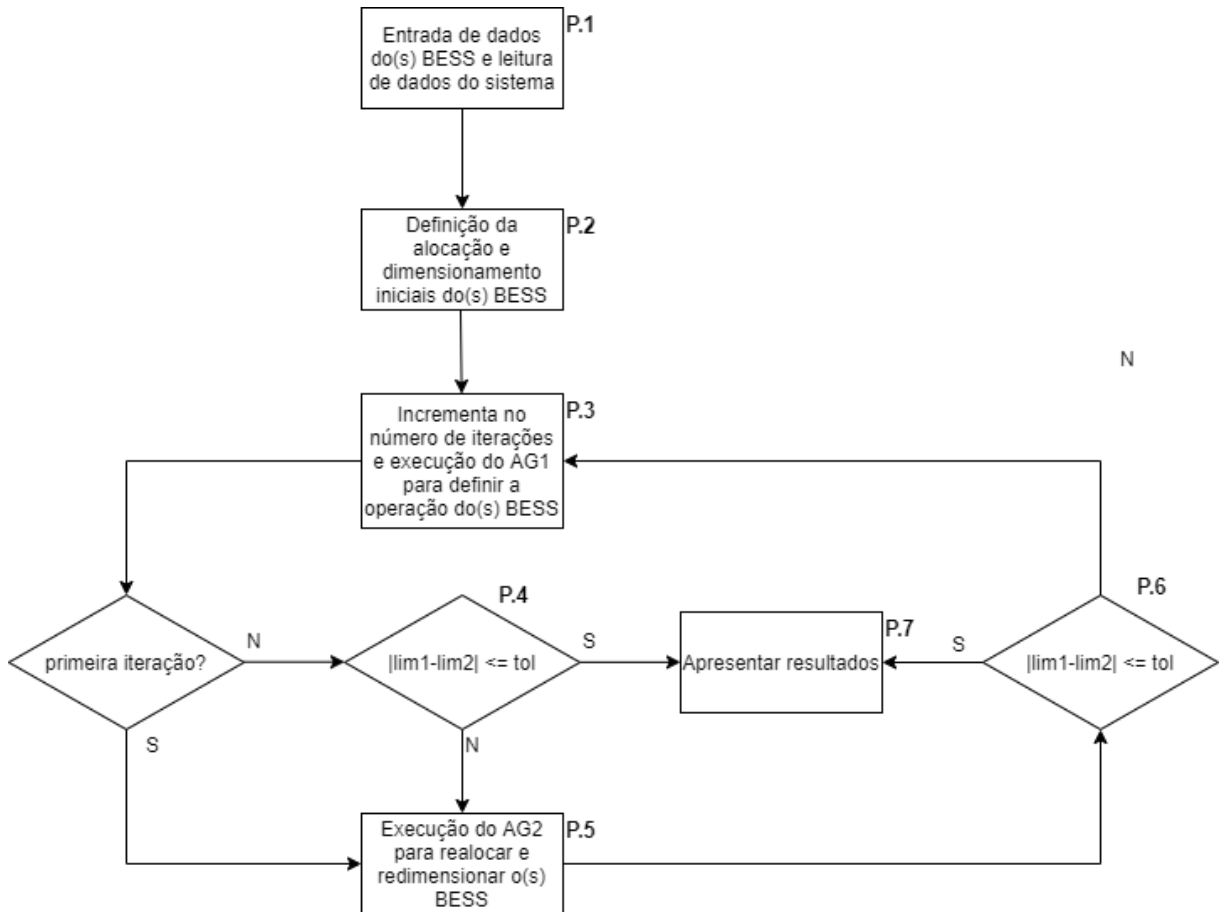 Entrada de dados
do(s) BESS e leitura
de dados do sistema
P.1
Definição da
alocação e
dimensionamento
iniciais do(s) BESS
P.2
N
Incrementa no
número de iterações
e execução do AG1
para definir a
operação do(s) BESS
P.3
primeira iteração?
N
S
P.4
|lim1-lim2| <= tol
S
N
P.7
Apresentar resultados
P.6
S
|lim1-lim2| <= tol
Execução do AG2
para realocar e
redimensionar o(s)
BESS
P.5